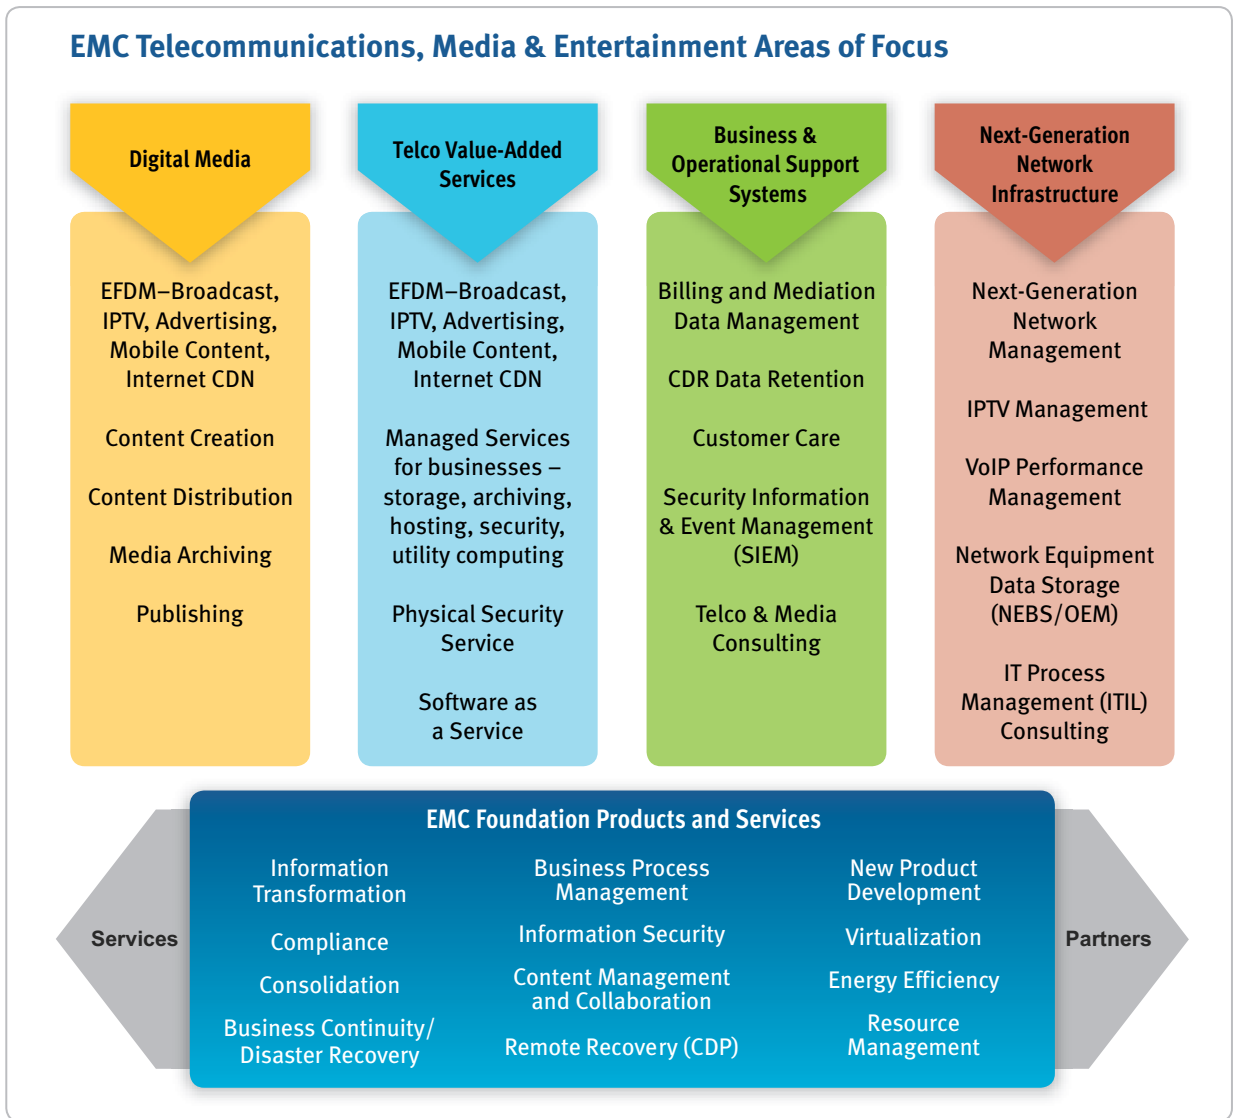 EMC Telecommunications, Media & Entertainment Areas of Focus
Digital Media
EFDM–Broadcast,
IPTV, Advertising,
Mobile Content,
Internet CDN
Content Creation
Content Distribution
Media Archiving
Publishing
Telco Value-Added
Services
EFDM–Broadcast,
IPTV, Advertising,
Mobile Content,
Internet CDN
Managed Services
for businesses –
storage, archiving,
hosting, security,
utility computing
Physical Security
Service
Software as
a Service
Business &
Operational Support
Systems
Billing and Mediation
Data Management
CDR Data Retention
Customer Care
Security Information
& Event Management
(SIEM)
Telco & Media
Consulting
Next-Generation
Network
Infrastructure
Next-Generation
Network
Management
IPTV Management
VoIP Performance
Management
Network Equipment
Data Storage
(NEBS/OEM)
IT Process
Management (ITIL)
Consulting
Services
EMC Foundation Products and Services
Information
Transformation
Compliance
Consolidation
Business Continuity/
Disaster Recovery
Business Process
Management
Information Security
Content Management
and Collaboration
Remote Recovery (CDP)
New Product
Development
Virtualization
Energy Efficiency
Resource
Management
Partners